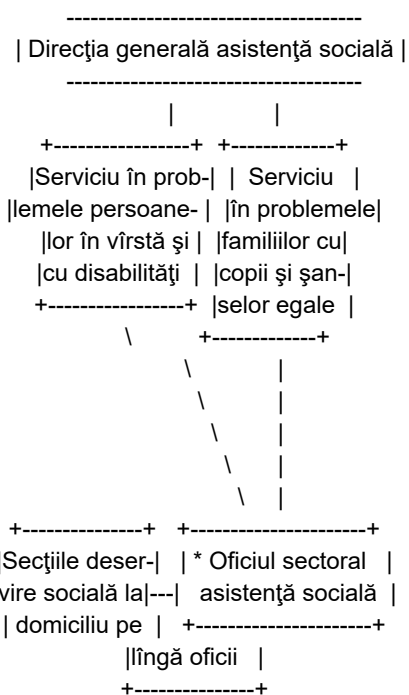 ------------------------------------
| Direcţia generală asistenţă socială |
------------------------------------
| |
+-----------------+ +-------------+
|Serviciu în prob-| | Serviciu |
|lemele persoane- | |în problemele|
|lor în vîrstă şi | |familiilor cu|
|cu disabilităţi | |copii şi şan-|
+-----------------+ |selor egale |
\ +-------------+
\ |
\ |
\ |
\ |
\ |
+---------------+ +----------------------+
|Secţiile deser-| | * Oficiul sectoral |
vire socială la|---| asistenţă socială |
| domiciliu pe | +----------------------+
|lîngă oficii |
+---------------+